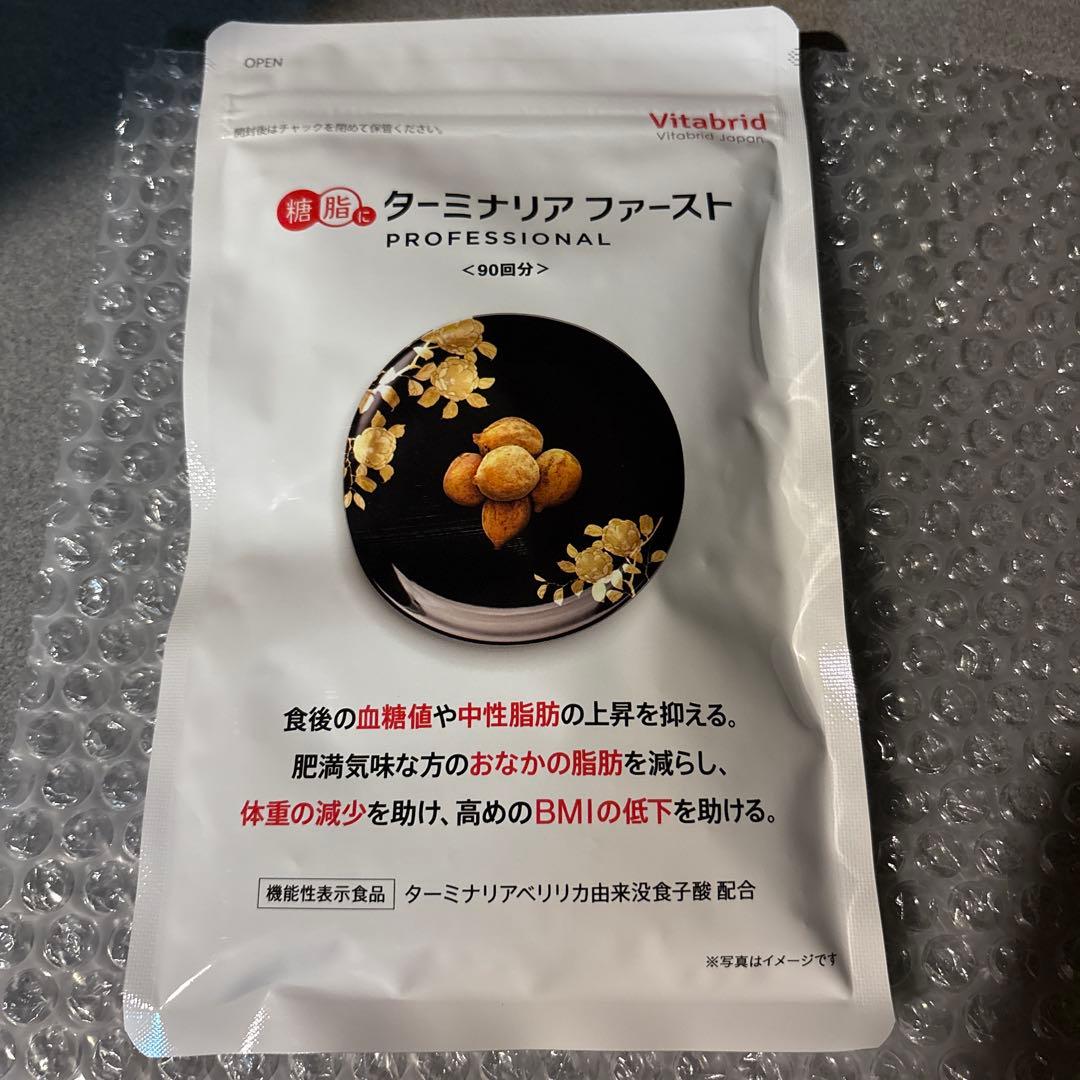 OPEN
開封後はチャックを閉めて保管ください。
Vitabrid
Vitabrid Japan
糖脂に ターミナリア ファースト
PROFESSIONAL
<90回分>
食後の血糖値や中性脂肪の上昇を抑える。
肥満気味な方のおなかの脂肪を減らし、
体重の減少を助け、高めのBMIの低下を助ける。
機能性表示食品 ターミナリアベリリカ由来没食子酸 配合
※写真はイメージです